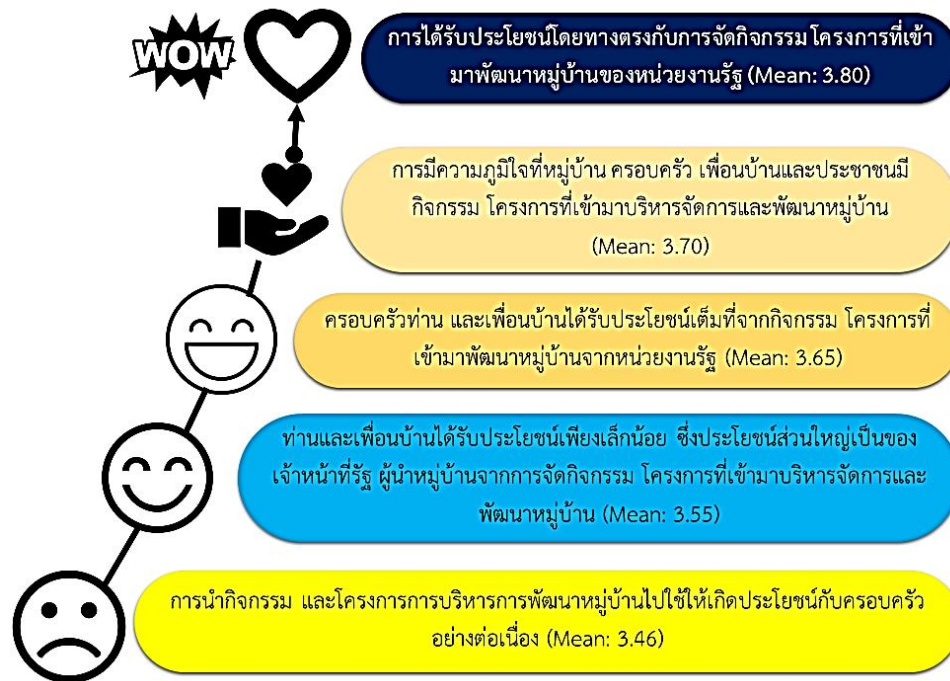 WOW
การได้รับประโยชน์โดยทางตรงกับการจัดกิจกรรม โครงการที่เข้า
มาพัฒนาหมู่บ้านของหน่วยงานรัฐ (Mean: 3.80)
การมีความภูมิใจที่หมู่บ้าน ครอบครัว เพื่อนบ้านและประชาชนมี
กิจกรรม โครงการที่เข้ามาบริหารจัดการและพัฒนาหมู่บ้าน
(Mean: 3.70)
ครอบครัวท่าน และเพื่อนบ้านได้รับประโยชน์เต็มที่จากกิจกรรม โครงการที่
เข้ามาพัฒนาหมู่บ้านจากหน่วยงานรัฐ (Mean: 3.65)
ท่านและเพื่อนบ้านได้รับประโยชน์เพียงเล็กน้อย ซึ่งประโยชน์ส่วนใหญ่เป็นของ
เจ้าหน้าที่รัฐ ผู้นำหมู่บ้านจากการจัดกิจกรรม โครงการที่เข้ามาบริหารจัดการและ
พัฒนาหมู่บ้าน (Mean: 3.55)
การนำกิจกรรม และโครงการการบริหารการพัฒนาหมู่บ้านไปใช้ให้เกิดประโยชน์กับครอบครัว
อย่างต่อเนื่อง (Mean: 3.46)